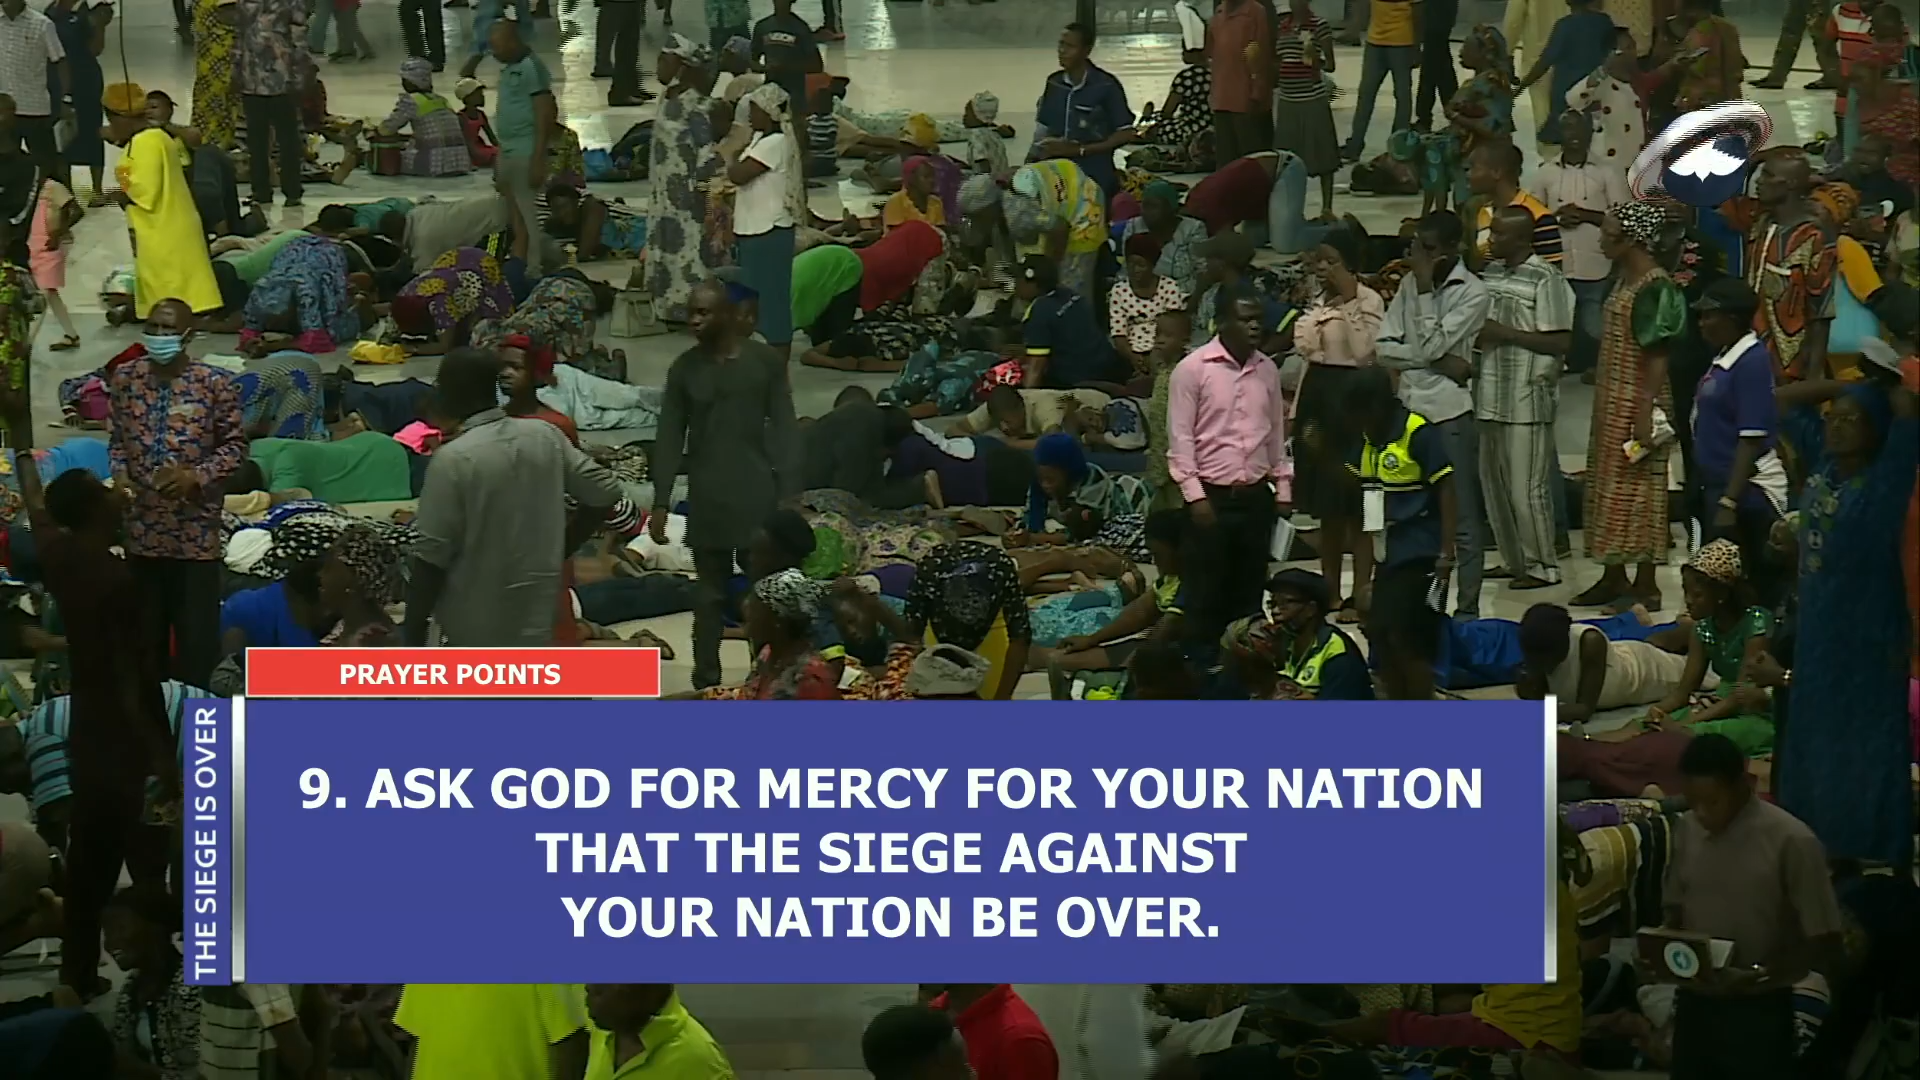 PRAYER POINTS
THE SIEGE IS OVER
9. ASK GOD FOR MERCY FOR YOUR NATION
THAT THE SIEGE AGAINST
YOUR NATION BE OVER.